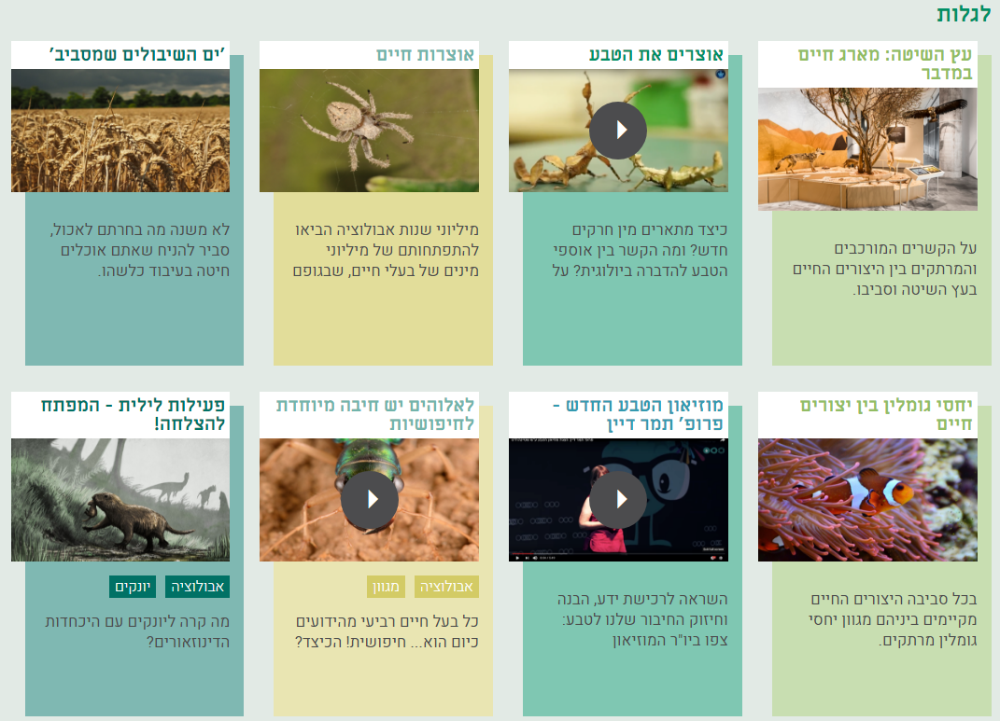 לגלות
עץ השיטה: מארג חיים
במדבר
על הקשרים המורכבים
והמרתקים בין היצורים החיים
בעץ השיטה וסביבו.
אוצרים את הטבע
כיצד מתארים מין חרקים
חדש? ומה הקשר בין אוספי
הטבע להדברה ביולוגית? על
אוצרות חיים
מיליוני שנות אבולוציה הביאו
להתפתחותם של מיליוני
מינים של בעלי חיים, שבגופם
'ים השיבולים שמסביב'
לא משנה מה בחרתם לאכול,
סביר להניח שאתם אוכלים
חיטה בעיבוד כלשהו.
יחסי גומלין בין יצורים
חיים
בכל סביבה היצורים החיים
מקיימים ביניהם מגוון יחסי
גומלין מרתקים.
מוזיאון הטבע החדש -
פרופ' תמר דיין
השראה לרכישת ידע, הבנה
וחיזוק החיבור שלנו לטבע:
צפו ביו"ר המוזיאון
לאלוהים יש חיבה מיוחדת
לחיפושיות
אבולוציה מגוון
כל בעל חיים רביעי מהידועים
כיום הוא... חיפושית! הכיצד?
פעילות לילית - המפתח
להצלחה!
אבולוציה יונקים
מה קרה ליונקים עם היכחדות
הדינוזאורים?